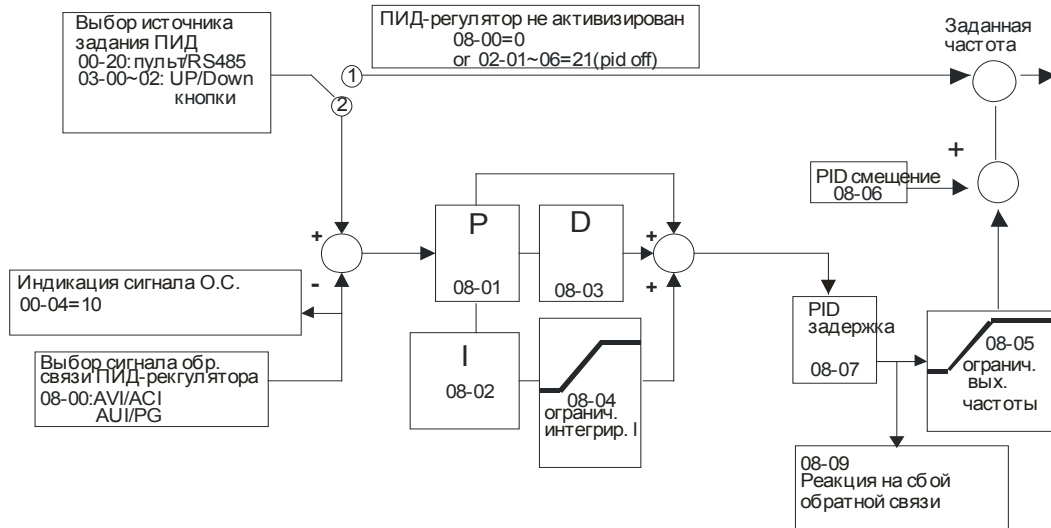 Выбор источника
задания ПИД
00-20: пульт/RS485
03-00~02: UP/Down
кнопки
ПИД-регулятор не активизирован
08-00=0
or 02-01~06=21(pid off)
Заданная
частота
1
2
+
PID смещение
08-06
+
-
P
08-01
D
08-03
+
+
Индикация сигнала О.С.
00-04=10
Выбор сигнала обр.
связи ПИД-рекгулятора
08-00:AVI/ACI
AUI/PG
I
08-02
08-04
огранич.
интегрир. I
PID
задержка
08-07
08-05
огранич.
вых.
частоты
08-09
Реакция на сбой
обратной связи